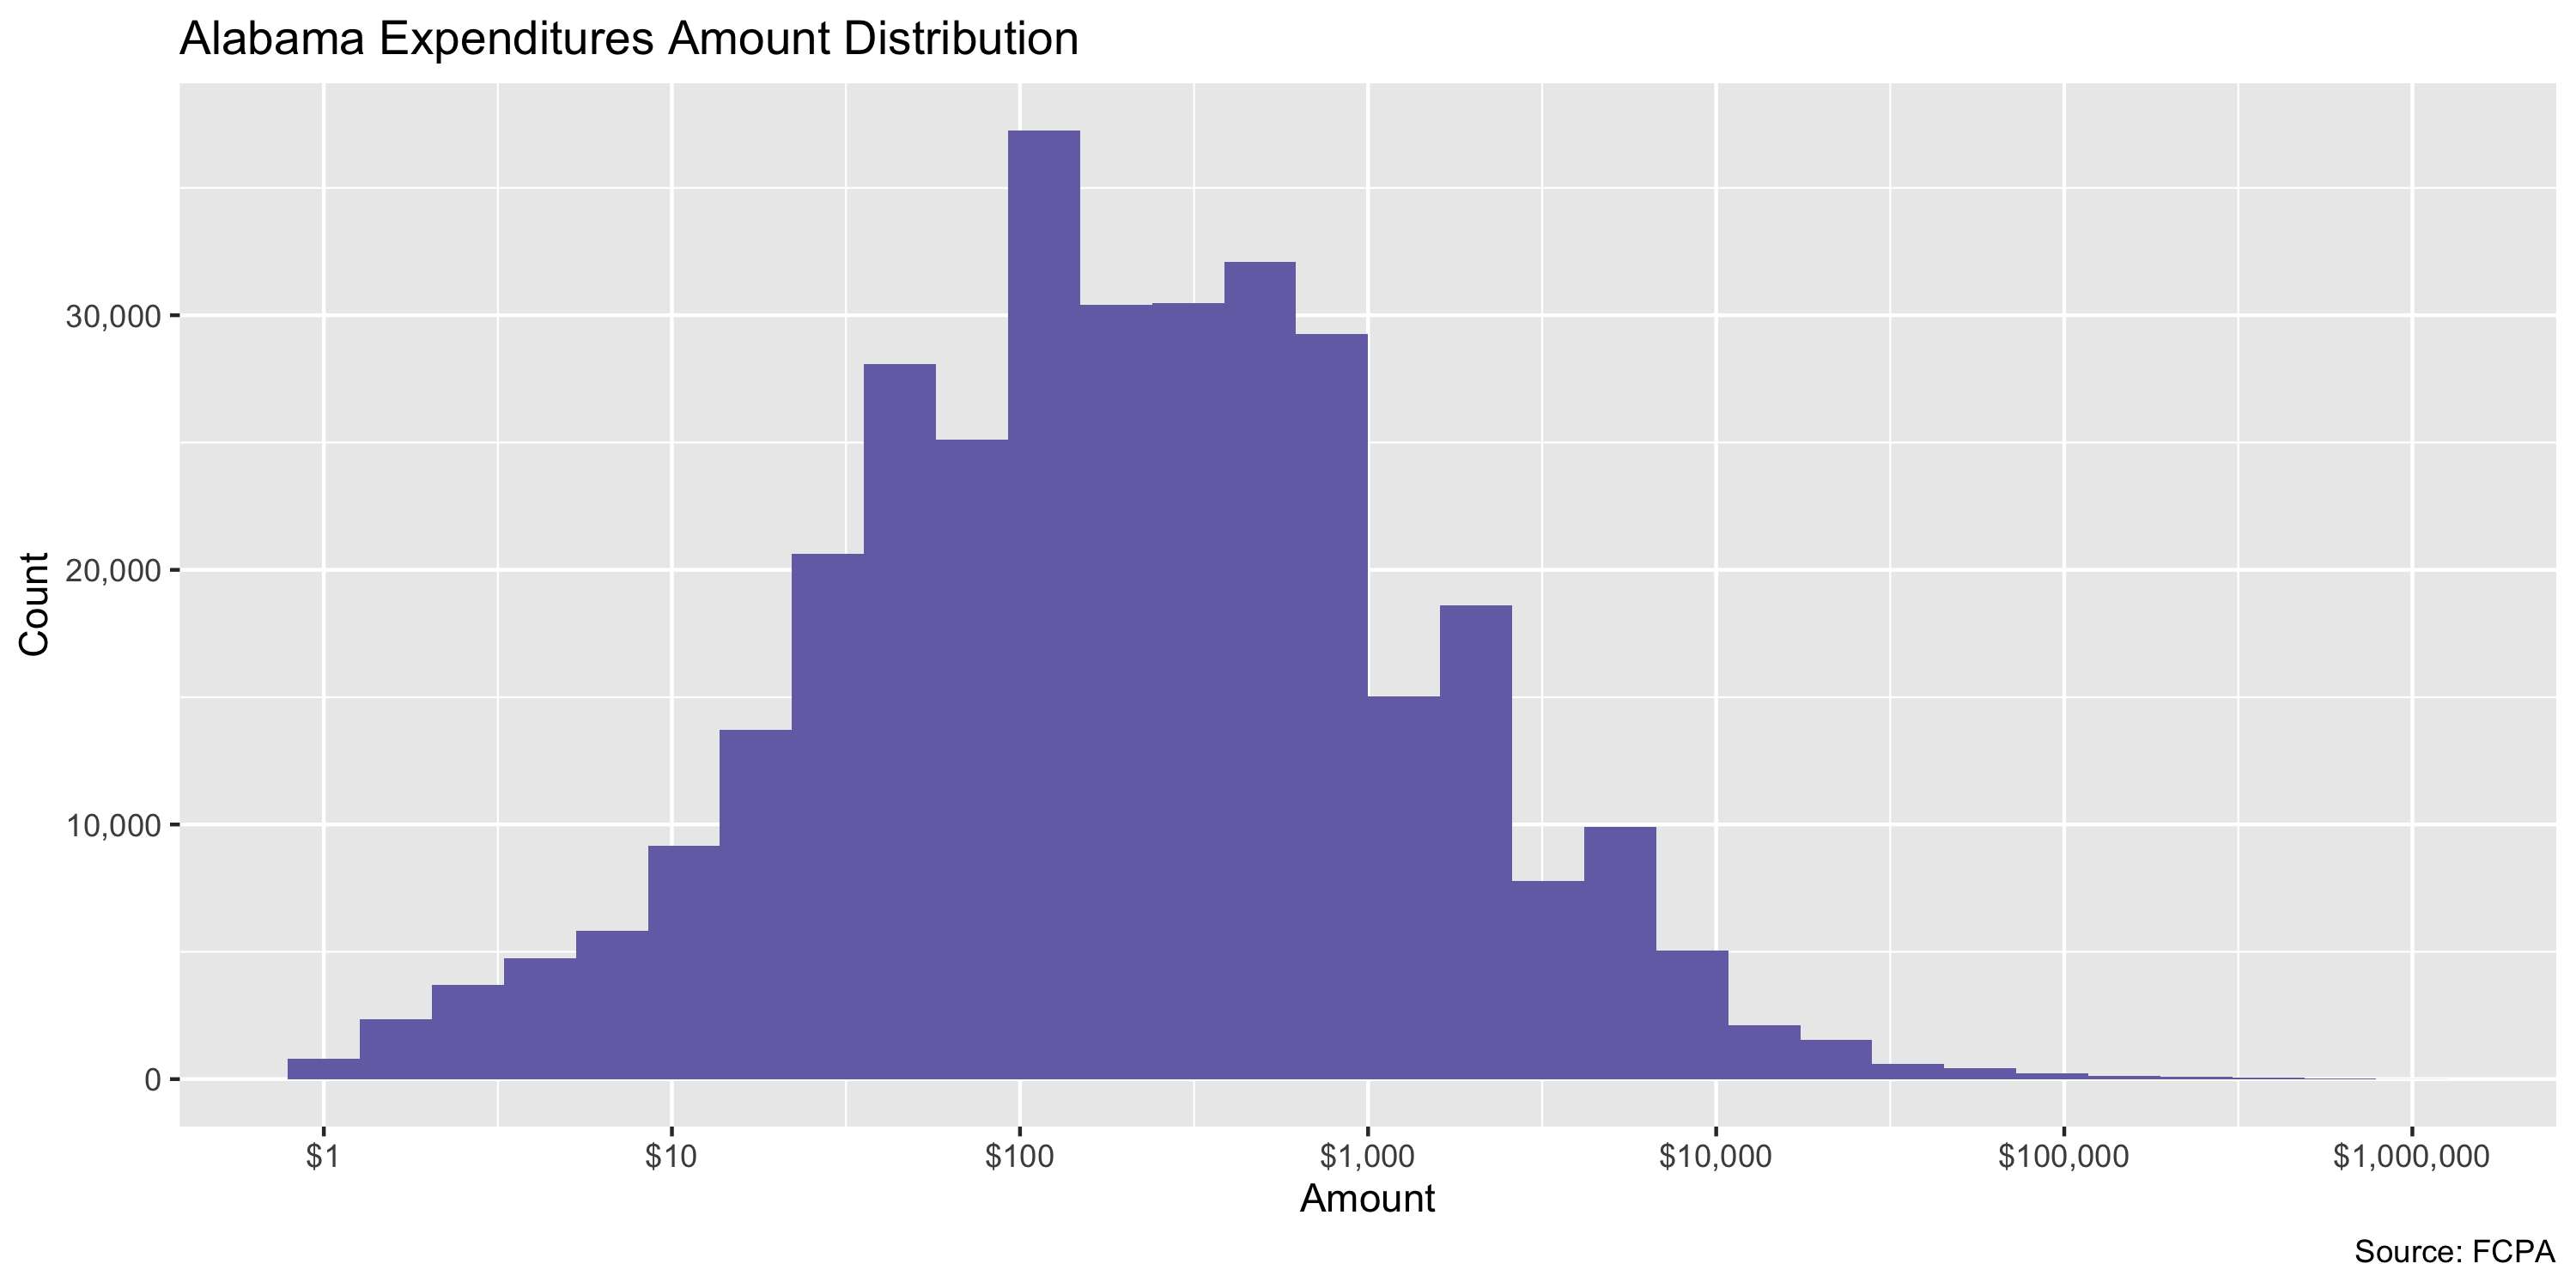 Alabama Expenditures Amount Distribution
Count
30,000
20,000
10,000
0
$1 $10 $100 $1,000 $10,000 $100,000 $1,000,000
Amount
Source: FCPA